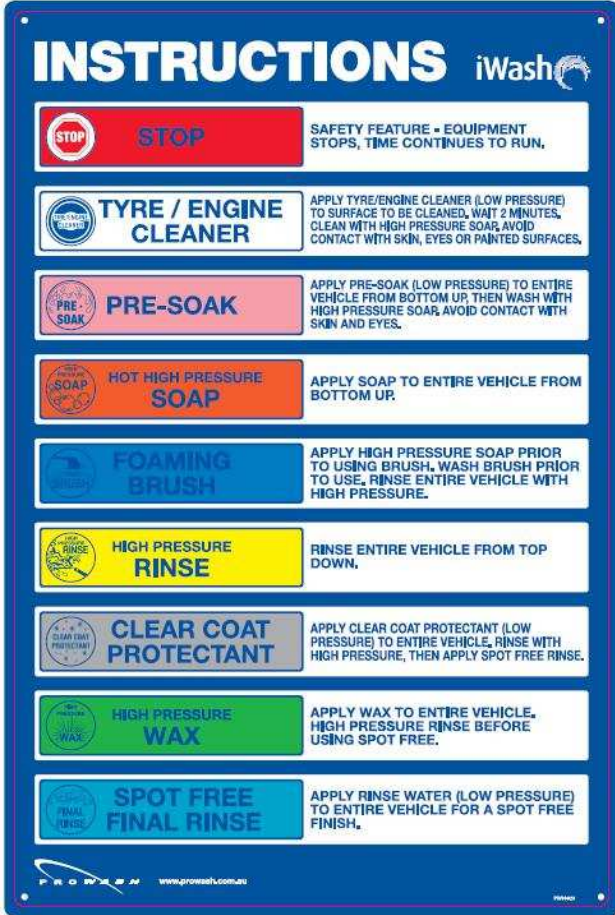 INSTRUCTIONS iWash
STOP
STOP
SAFETY FEATURE - EQUIPMENT
STOPS, TIME CONTINUES TO RUN.
TYRE/ENGINE
CLEANER
TYRE / ENGINE
CLEANER
APPLY TYRE/ENGINE CLEANER (LOW PRESSURE)
TO SURFACE TO BE CLEANED. WAIT 2 MINUTES.
CLEAN WITH HIGH PRESSURE SOAP. AVOID
CONTACT WITH SKIN, EYES OR PAINTED SURFACES.
PRE-
SOAK
PRE-SOAK
APPLY PRE-SOAK (LOW PRESSURE) TO ENTIRE
VEHICLE FROM BOTTOM UP, THEN WASH WITH
HIGH PRESSURE SOAP. AVOID CONTACT WITH
SKIN AND EYES.
HIGH
PRESSURE
SOAP
HOT HIGH PRESSURE
SOAP
APPLY SOAP TO ENTIRE VEHICLE FROM
BOTTOM UP.
FOAMING
BRUSH
APPLY HIGH PRESSURE SOAP PRIOR
TO USING BRUSH. WASH BRUSH PRIOR
TO USE. RINSE ENTIRE VEHICLE WITH
HIGH PRESSURE.
HIGH
PRESSURE
RINSE
HIGH PRESSURE
RINSE
RINSE ENTIRE VEHICLE FROM TOP
DOWN.
CLEAR COAT
PROTECTANT
CLEAR COAT
PROTECTANT
APPLY CLEAR COAT PROTECTANT (LOW
PRESSURE) TO ENTIRE VEHICLE. RINSE WITH
HIGH PRESSURE, THEN APPLY SPOT FREE RINSE.
HIGH
PRESSURE
WAX
HIGH PRESSURE
WAX
APPLY WAX TO ENTIRE VEHICLE.
HIGH PRESSURE RINSE BEFORE
USING SPOT FREE.
FINAL
RINSE
SPOT FREE
FINAL RINSE
APPLY RINSE WATER (LOW PRESSURE)
TO ENTIRE VEHICLE FOR A SPOT FREE
FINISH.
PROWASH www.prowash.com.au